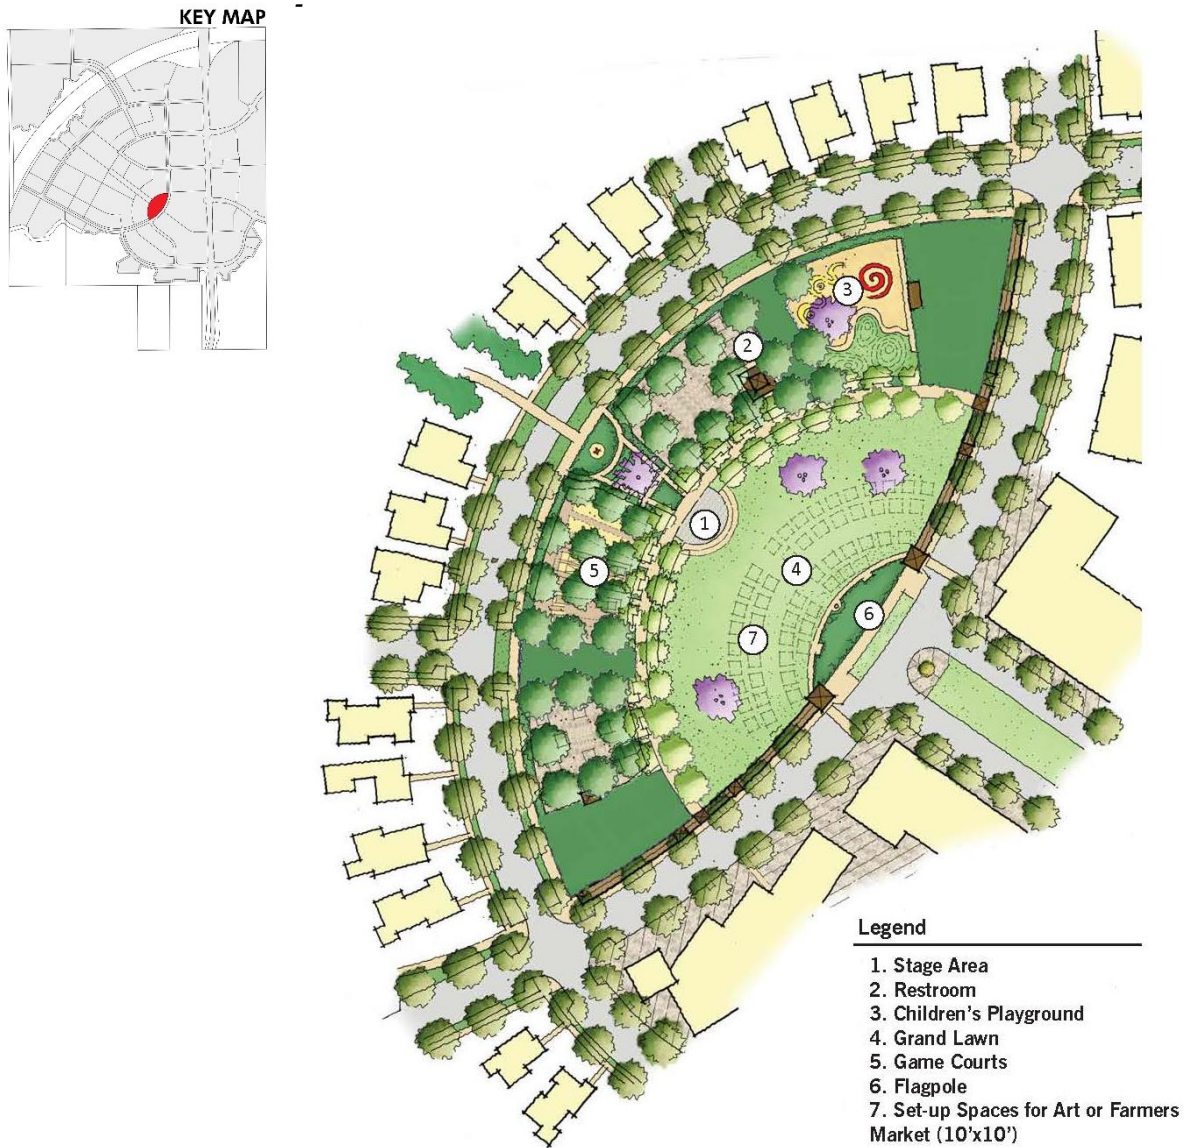 KEY MAP
3
2
1
5
4
6
7
Legend
1. Stage Area
2. Restroom
3. Children's Playground
4. Grand Lawn
5. Game Courts
6. Flagpole
7. Set-up Spaces for Art or Farmers
Market (10'x10')